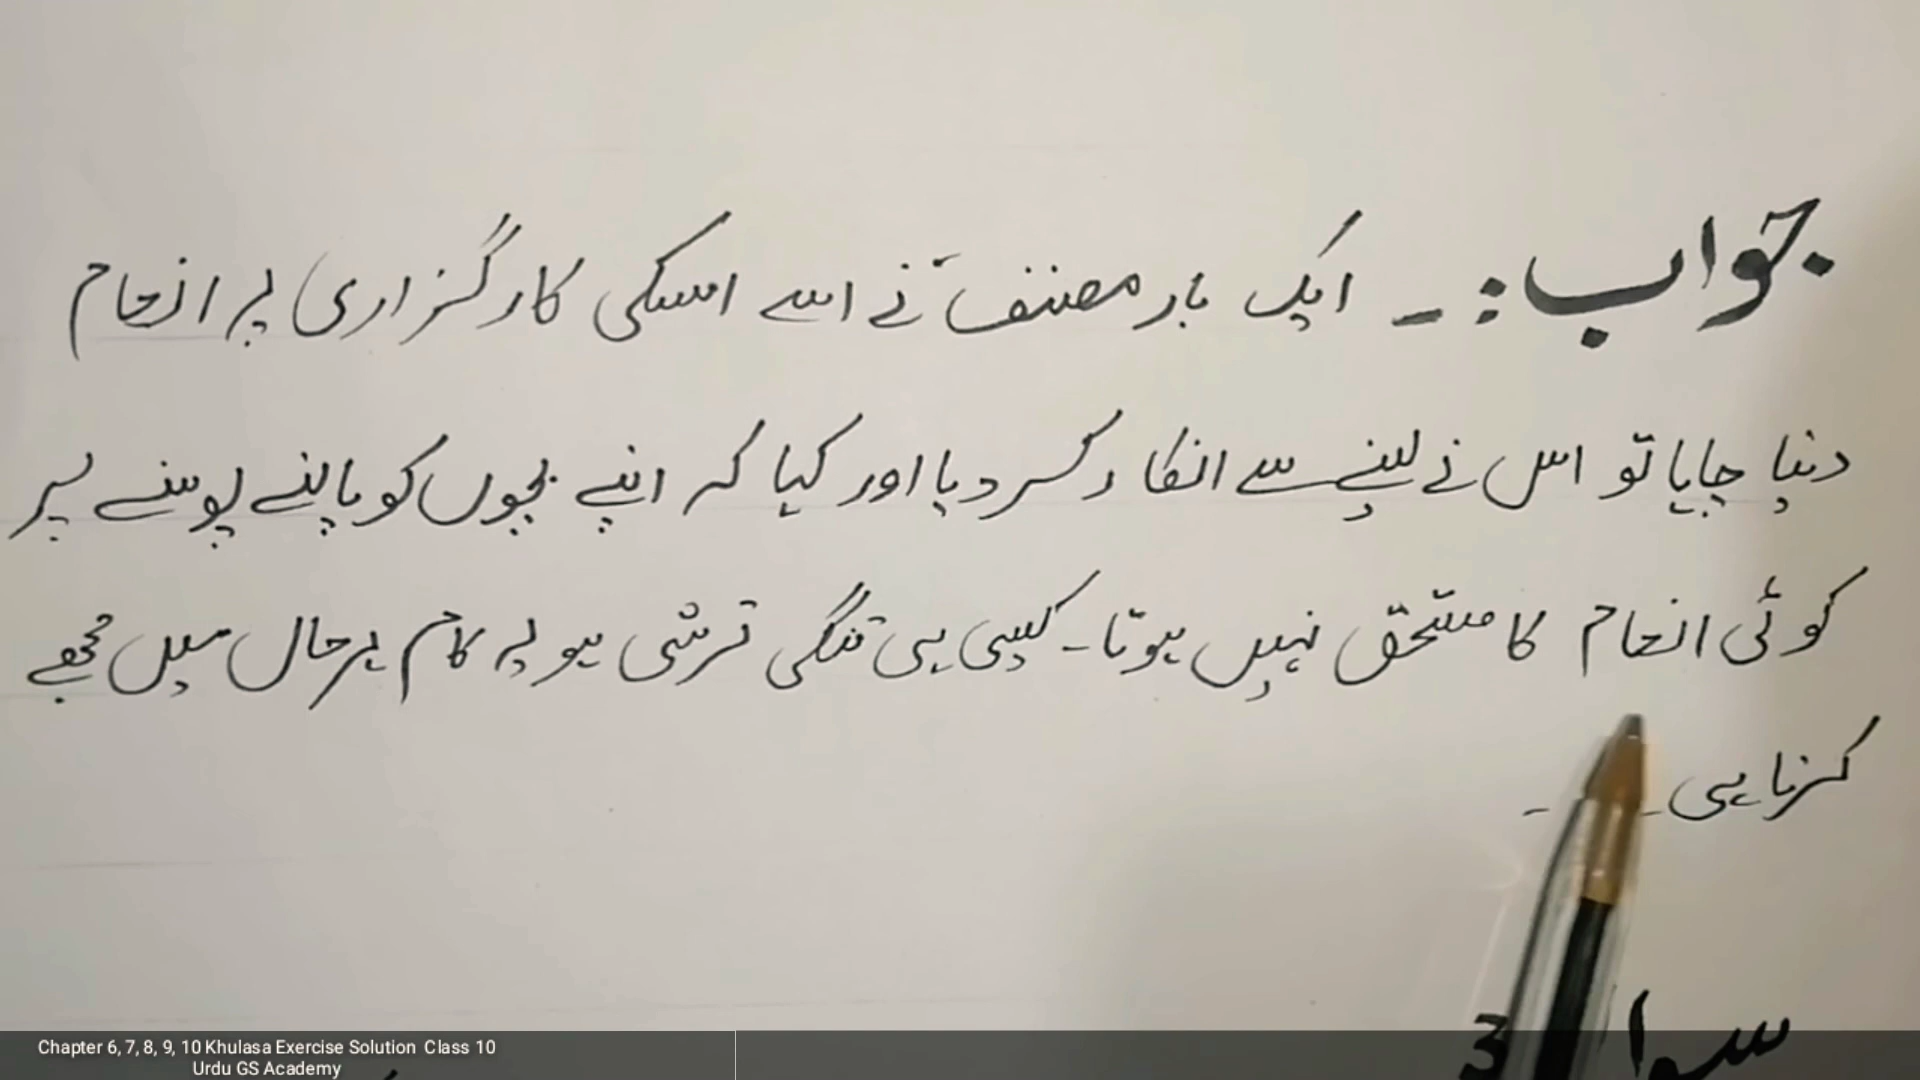 جواب:۔ ایک بار مصنف نے اسے اسکی کارگزاری پر انعام
دینا چاہا تو اس نے لینے سے انکار کر دیا اور کہا کہ اپنے بچوں کو پالنے پوسنے پر
کوئی انعام کا مستحق نہیں ہوتا۔ کیسی ہی تنگی ترشی ہو یہ کام ہر حال میں مجھے
کرنا ہی ۔ ۔
3
Chapter 6, 7, 8, 9, 10 Khulasa Exercise Solution Class 10
Urdu GS Academy